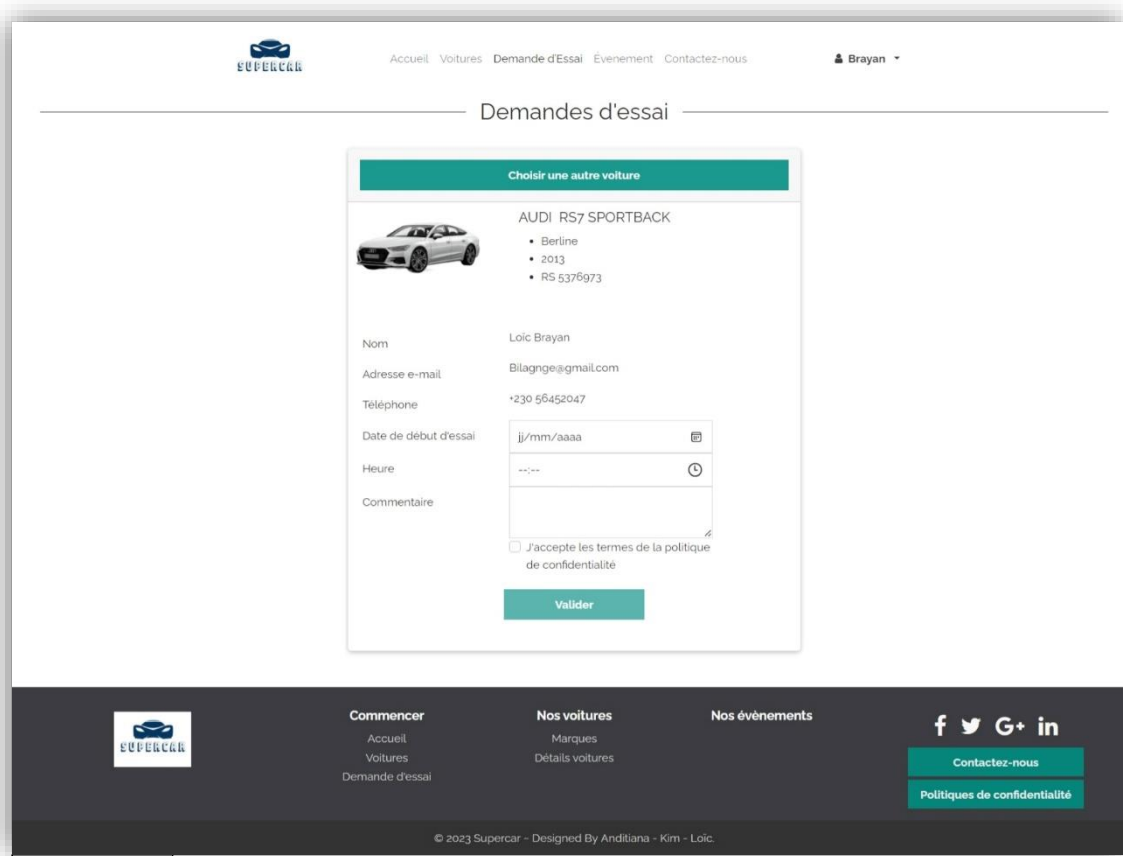 SUPERCAR
Accueil Voitures Demande d'Essai Évenement Contactez-nous
Brayan
Demandes d'essai
Choisir une autre voiture
AUDI RS7 SPORTBACK
• Berline
• 2013
• RS 5376973
Nom
Loïc Brayan
Adresse e-mail
Bilagnge@gmail.com
Téléphone
+230 56452047
Date de début d'essai
jj/mm/aaaa
Heure
--:--
Commentaire
J'accepte les termes de la politique
de confidentialité
Valider
SUPERCAR
Commencer
Accueil
Voitures
Demande d'essai
Nos voitures
Marques
Détails voitures
Nos évènements
f G+ in
Contactez-nous
Politiques de confidentialité
© 2023 Supercar - Designed By Anditiana - Kim - Loïc.